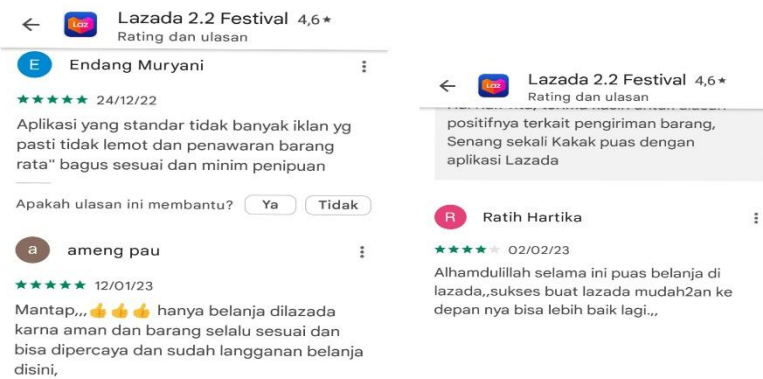 Lazada 2.2 Festival 4,6★
Rating dan ulasan
E Endang Muryani
★★★★★ 24/12/22
Aplikasi yang standar tidak banyak iklan yg
pasti tidak lemot dan penawaran barang
rata" bagus sesuai dan minim penipuan
Apakah ulasan ini membantu? Ya Tidak
a ameng pau
★★★★★ 12/01/23
Mantap,,,👍👍👍 hanya belanja dilazada
karna aman dan barang selalu sesuai dan
bisa dipercaya dan sudah langganan belanja
disini,
Laz
Lazada 2.2 Festival 4,6★
Rating dan ulasan
positifnya terkait pengiriman barang,
Senang sekali Kakak puas dengan
aplikasi Lazada
R Ratih Hartika
★★★★★ 02/02/23
Alhamdulillah selama ini puas belanja di
lazada,,sukses buat lazada mudah2an ke
depan nya bisa lebih baik lagi.,,